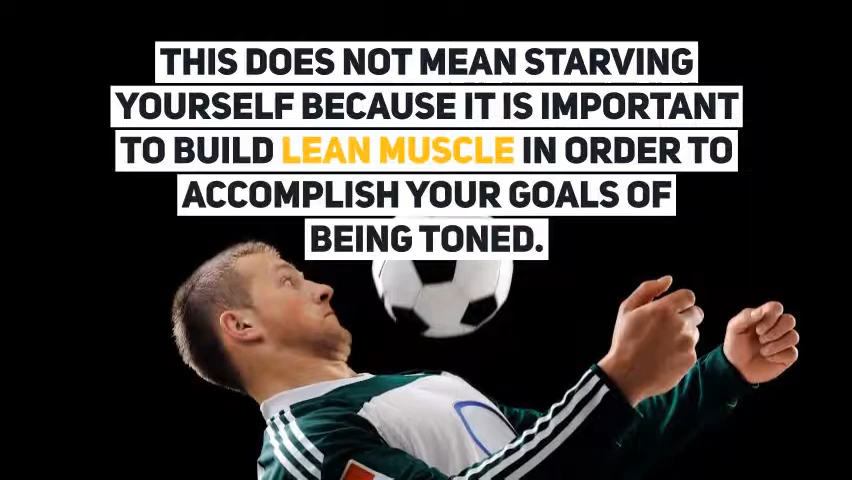 THIS DOES NOT MEAN STARVING
YOURSELF BECAUSE IT IS IMPORTANT
TO BUILD LEAN MUSCLE IN ORDER TO
ACCOMPLISH YOUR GOALS OF
BEING TONED.